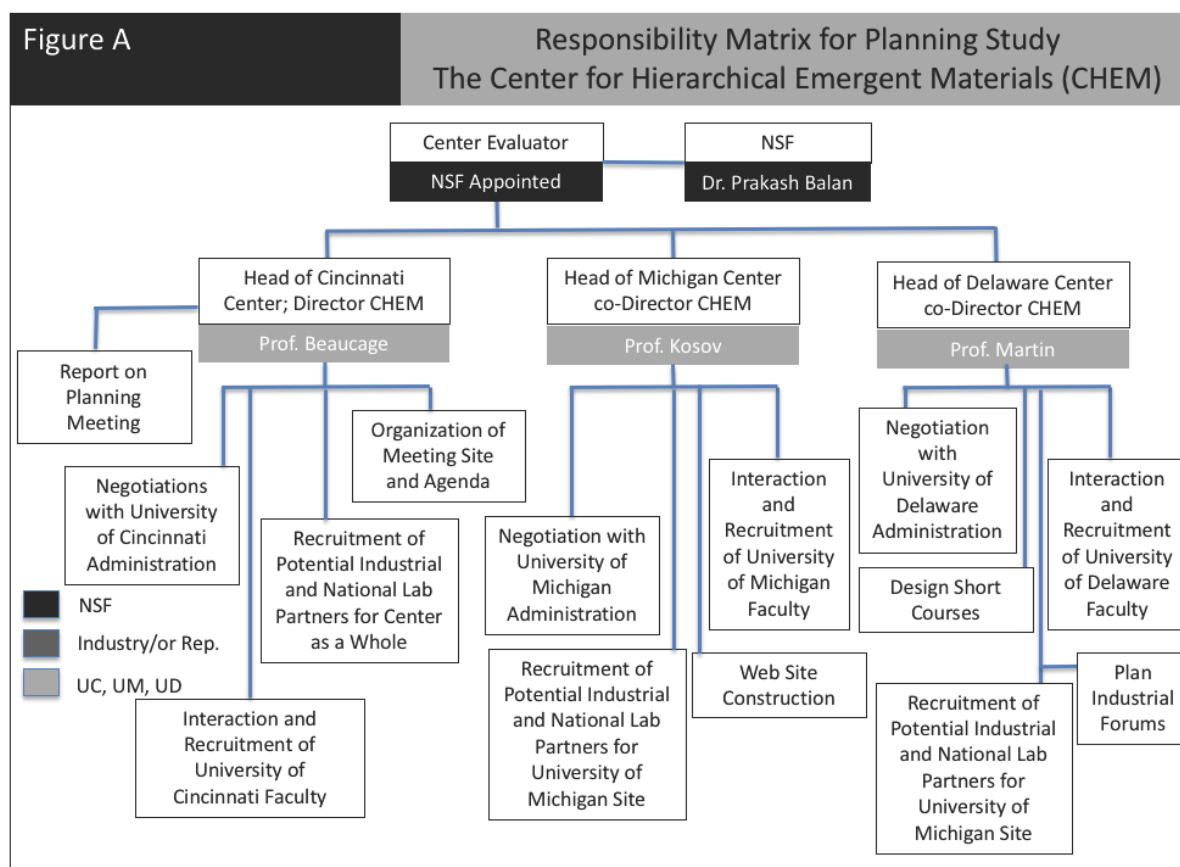 Figure A
Responsibility Matrix for Planning Study
The Center for Hierarchical Emergent Materials (CHEM)
Center Evaluator
NSF Appointed
NSF
Dr. Prakash Balan
Head of Cincinnati
Center; Director CHEM
Prof. Beaucage
Head of Michigan Center
co-Director CHEM
Prof. Kosov
Head of Delaware Center
co-Director CHEM
Prof. Martin
Report on
Planning
Meeting
Negotiations
with University
of Cincinnati
Administration
Interaction and
Recruitment of
University of
Cincinnati Faculty
Recruitment of
Potential Industrial
and National Lab
Partners for Center
as a Whole
Organization of
Meeting Site
and Agenda
Negotiation with
University of
Michigan
Administration
Recruitment of
Potential Industrial
and National Lab
Partners for
University of
Michigan Site
Web Site
Construction
Interaction
and
Recruitment
of University
of Michigan
Faculty
Negotiation
with
University of
Delaware
Administration
Design Short
Courses
Recruitment of
Potential Industrial
and National Lab
Partners for
University of
Michigan Site
Plan
Industrial
Forums
Interaction
and
Recruitment
of University
of Delaware
Faculty
NSF
Industry/or Rep.
UC, UM, UD